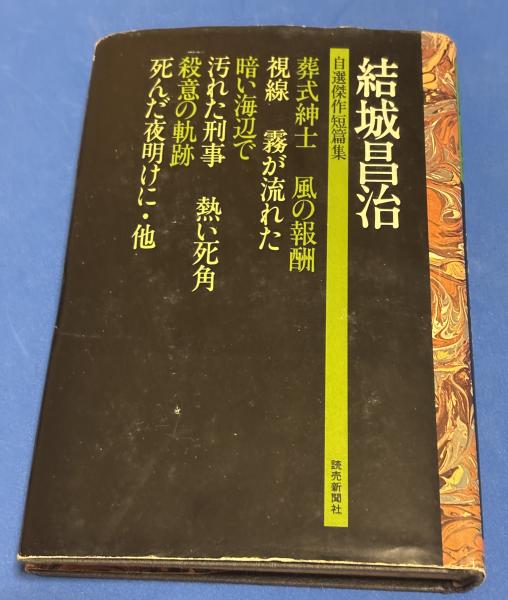 結城昌治
自選傑作短篇集
読売新聞社
葬式紳士　風の報酬
視線　霧が流れた
暗い海辺で
汚れた刑事　熱い死角
殺意の軌跡
死んだ夜明けに・他